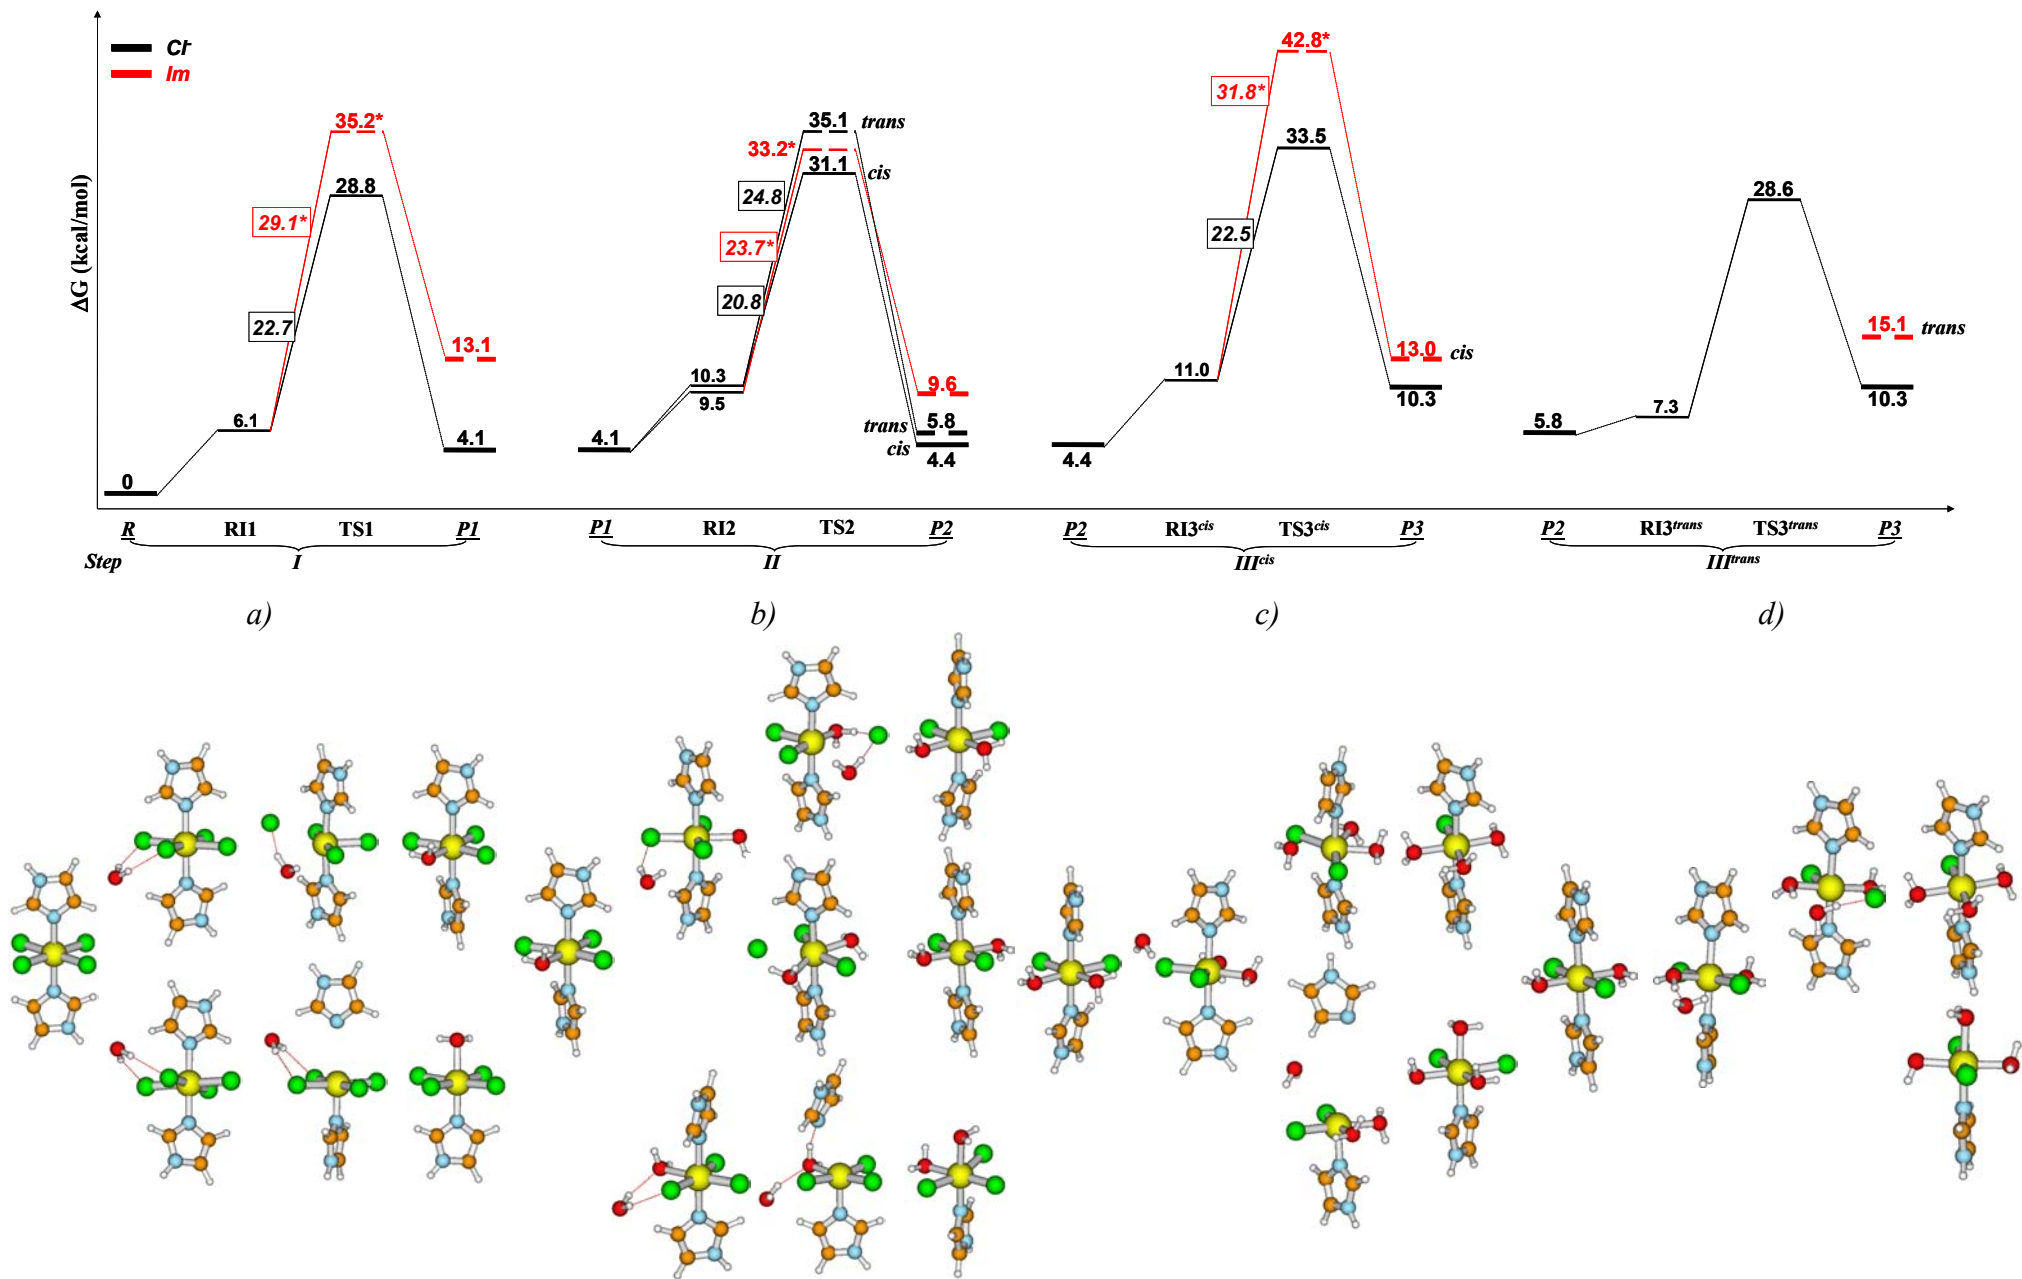 Cl-
Im
ΔG (kcal/mol)
42.8*
35.2*
35.1 trans
33.2*
31.1 cis
31.8*
33.5
28.8
28.6
24.8
29.1*
23.7*
22.5
20.8
22.7
13.1
15.1 trans
13.0 cis
10.3
9.5
9.6
11.0
10.3
10.3
6.1
4.1
4.1
trans 5.8
cis 4.4
4.4
5.8
7.3
0
R RI1 TS1 P1 P1 RI2 TS2 P2 P2 RI3cis TS3cis P3 P2 RI3trans TS3trans P3
Step I II IIIcis IIItrans
a) b) c) d)